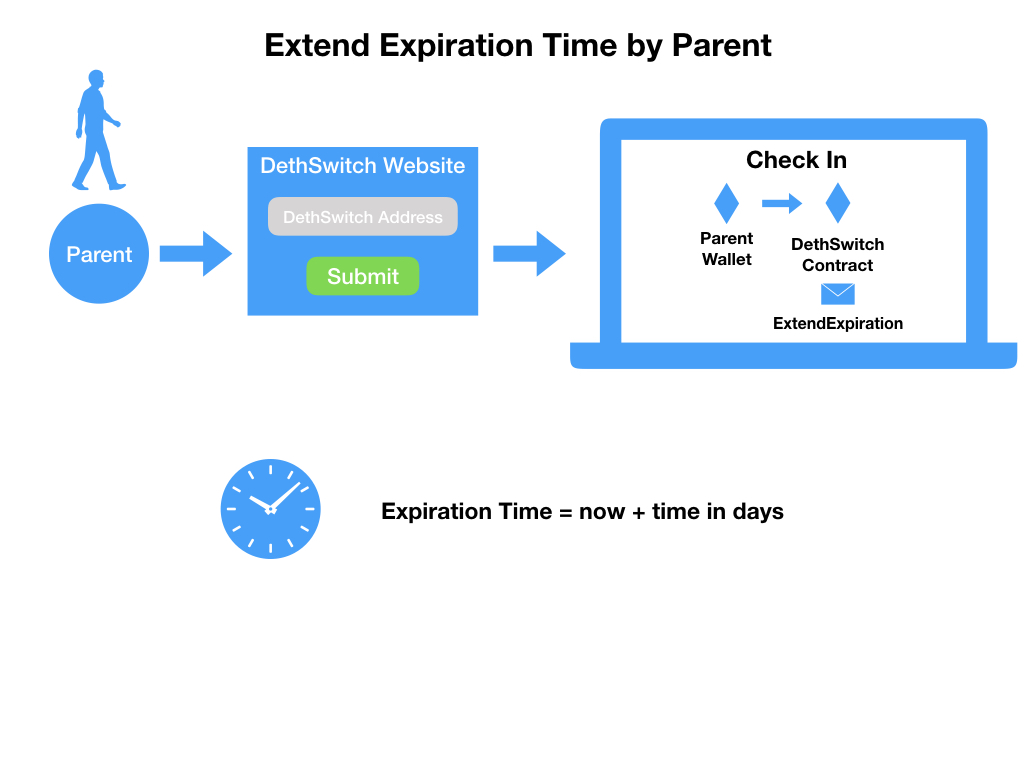 Extend Expiration Time by Parent
Parent
DethSwitch Website
DethSwitch Address
Submit
Check In
Parent
Wallet
DethSwitch
Contract
ExtendExpiration
Expiration Time = now + time in days